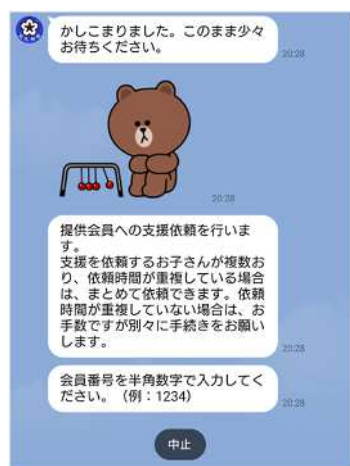 かしこまりました。このまま少々
お待ちください。
20:28
20:28
提供会員への支援依頼を行いま
す。
支援を依頼するお子さんが複数お
り、依頼時間が重複している場合
は、まとめて依頼できます。依頼
時間が重複していない場合は、お
手数ですが別々に手続きをお願い
します。
20:28
会員番号を半角数字で入力してく
ださい。（例：1234）
20:28
中止